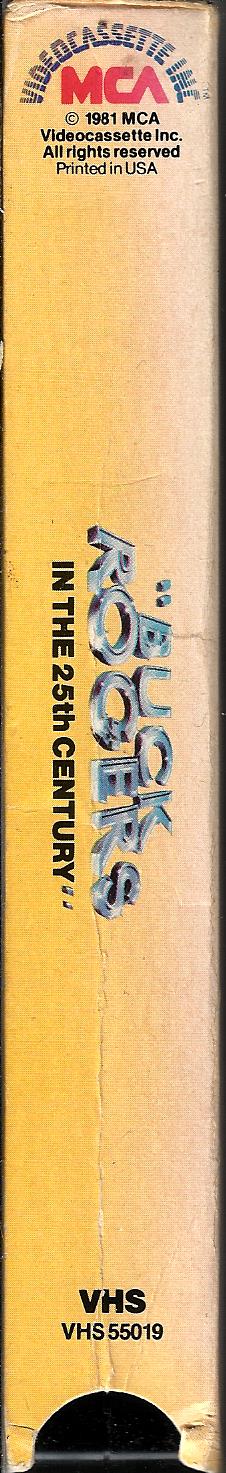 VIDEOCASSETTE INC.™
MCA
© 1981 MCA
Videocassette Inc.
All rights reserved
Printed in USA
"BUCK
ROGERS
IN THE 25th CENTURY"
VHS
VHS 55019